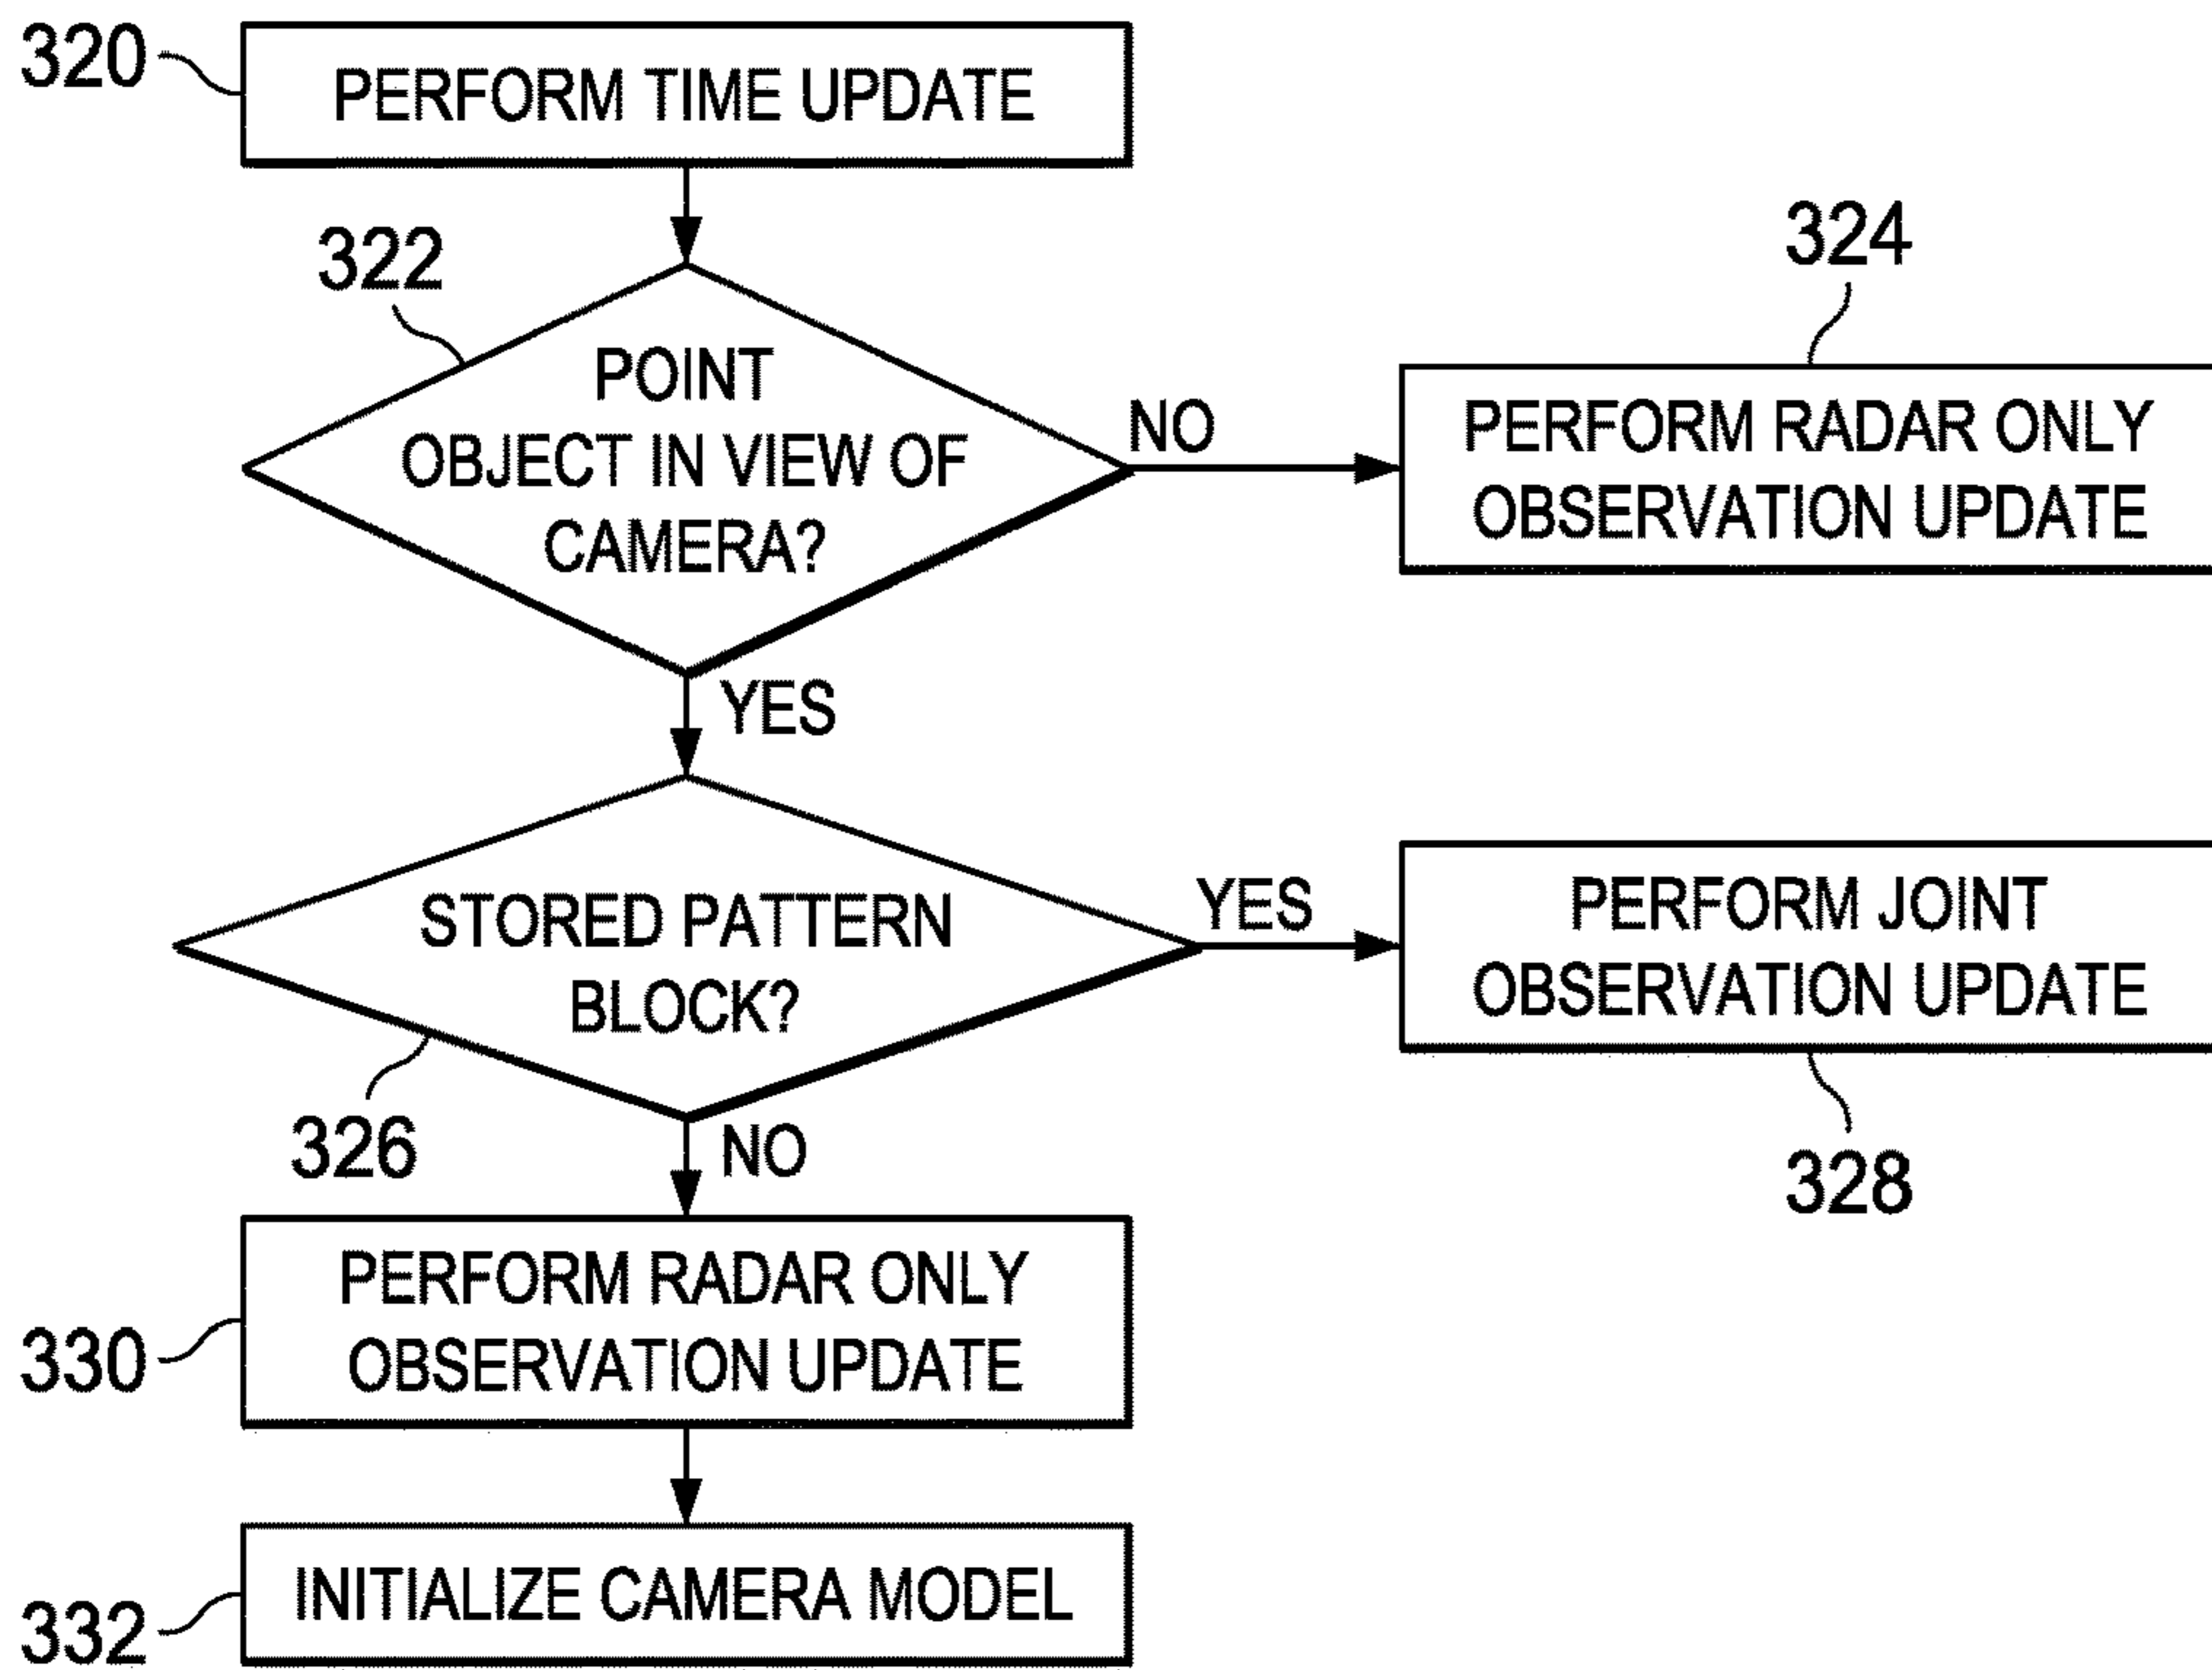 320
PERFORM TIME UPDATE
322
POINT
OBJECT IN VIEW OF
CAMERA?
NO
324
PERFORM RADAR ONLY
OBSERVATION UPDATE
YES
STORED PATTERN
BLOCK?
326
YES
PERFORM JOINT
OBSERVATION UPDATE
328
NO
330
PERFORM RADAR ONLY
OBSERVATION UPDATE
332
INITIALIZE CAMERA MODEL